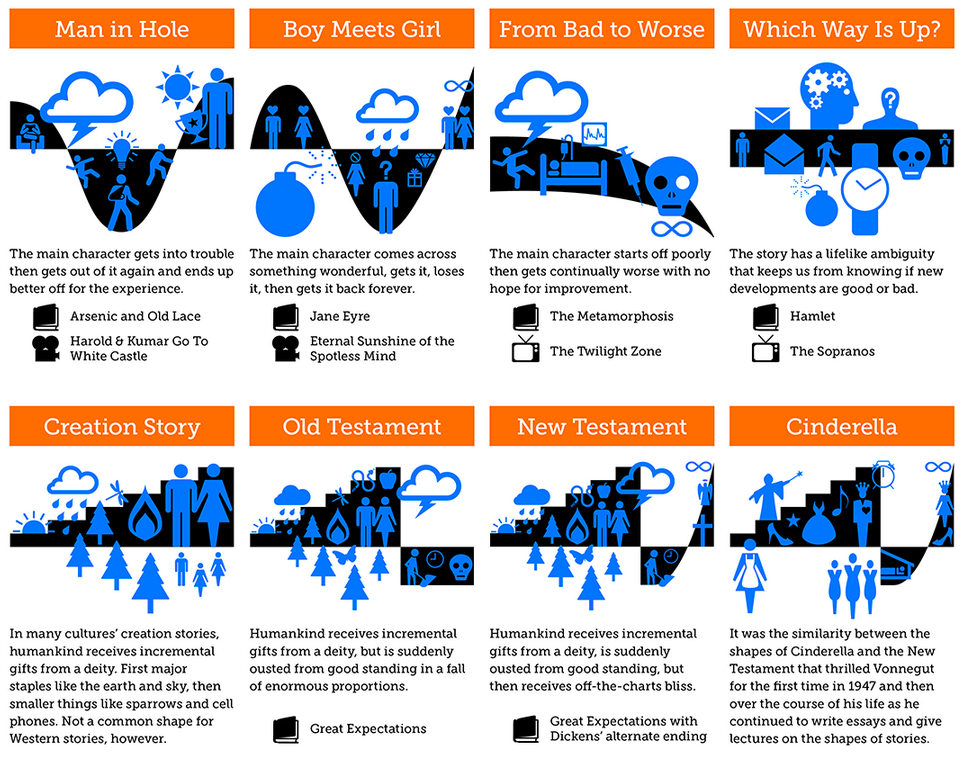 Man in Hole
The main character gets into trouble
then gets out of it again and ends up
better off for the experience.
Arsenic and Old Lace
Harold & Kumar Go To
White Castle
Boy Meets Girl
?
The main character comes across
something wonderful, gets it, loses
it, then gets it back forever.
Jane Eyre
Eternal Sunshine of the
Spotless Mind
From Bad to Worse
The main character starts off poorly
then gets continually worse with no
hope for improvement.
The Metamorphosis
The Twilight Zone
Which Way Is Up?
?
The story has a lifelike ambiguity
that keeps us from knowing if new
developments are good or bad.
Hamlet
The Sopranos
Creation Story
In many cultures’ creation stories,
humankind receives incremental
gifts from a deity. First major
staples like the earth and sky, then
smaller things like sparrows and cell
phones. Not a common shape for
Western stories, however.
Old Testament
Humankind receives incremental
gifts from a deity, but is suddenly
ousted from good standing in a fall
of enormous proportions.
Great Expectations
New Testament
Humankind receives incremental
gifts from a deity, is suddenly
ousted from good standing, but
then receives off-the-charts bliss.
Great Expectations with
Dickens’ alternate ending
Cinderella
It was the similarity between the
shapes of Cinderella and the New
Testament that thrilled Vonnegut
for the first time in 1947 and then
over the course of his life as he
continued to write essays and give
lectures on the shapes of stories.